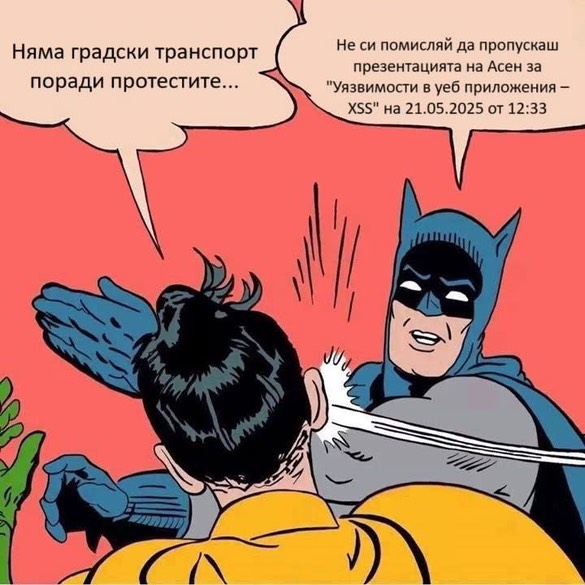 Няма градски транспорт
поради протестите...
Не си помисляй да пропускаш
презентацията на Асен за
"Уязвимости в уеб приложения –
XSS" на 21.05.2025 от 12:33